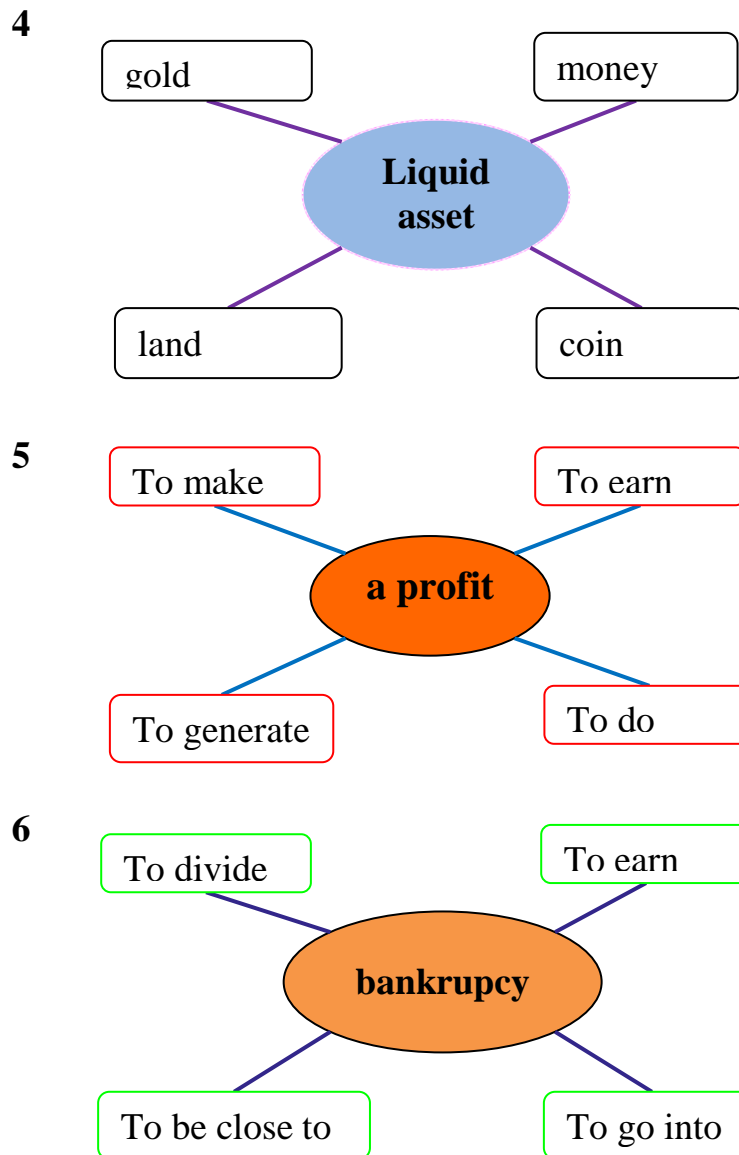 4
gold
money
Liquid
asset
land
coin
5
To make
To earn
a profit
To generate
To do
6
To divide
To earn
bankrupcy
To be close to
To go into